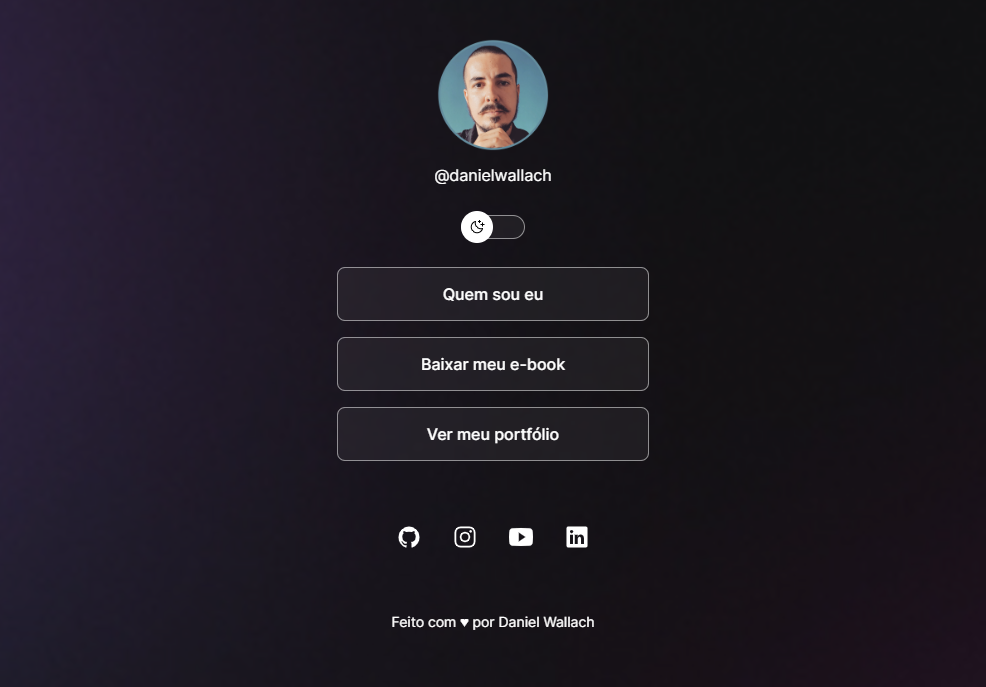 @danielwallach
Quem sou eu
Baixar meu e-book
Ver meu portfólio
Feito com ♥ por Daniel Wallach